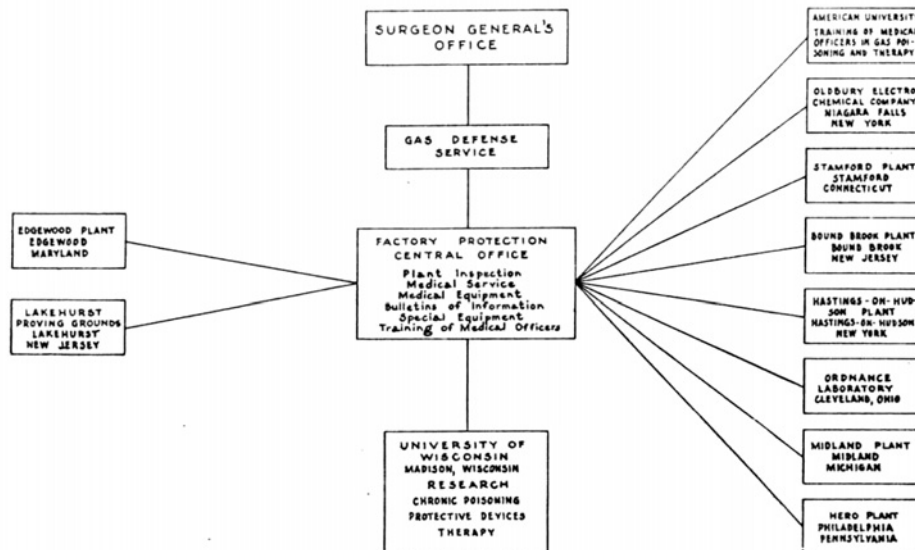 SURGEON GENERAL'S
OFFICE
GAS DEFENSE
SERVICE
EDGEWOOD PLANT
EDGEWOOD
MARYLAND
LAKEHURST
PROVING GROUNDS
LAKEHURST
NEW JERSEY
FACTORY PROTECTION
CENTRAL OFFICE
Plant Inspection
Medical Service
Medical Equipment
Bulletins of Information
Special Equipment
Training of Medical Officers
UNIVERSITY OF
WISCONSIN
MADISON, WISCONSIN
RESEARCH
CHRONIC POISONING
PROTECTIVE DEVICES
THERAPY
AMERICAN UNIVERSIT
TRAINING OF MEDICAL
OFFICERS IN GAS POI-
SONING AND THERAPY
OLDBURY ELECTRO
CHEMICAL COMPANY
NIAGARA FALLS
NEW YORK
STAMFORD PLANT
STAMFORD
CONNECTICUT
BOUND BROOK PLANT
BOUND BROOK
NEW JERSEY
HASTINGS-ON-HUD
SON PLANT
HASTINGS-ON-HUDSON
NEW YORK
ORDNANCE
LABORATORY
CLEVELAND, OHIO
MIDLAND PLANT
MIDLAND
MICHIGAN
HERO PLANT
PHILADELPHIA
PENNSYLVANIA